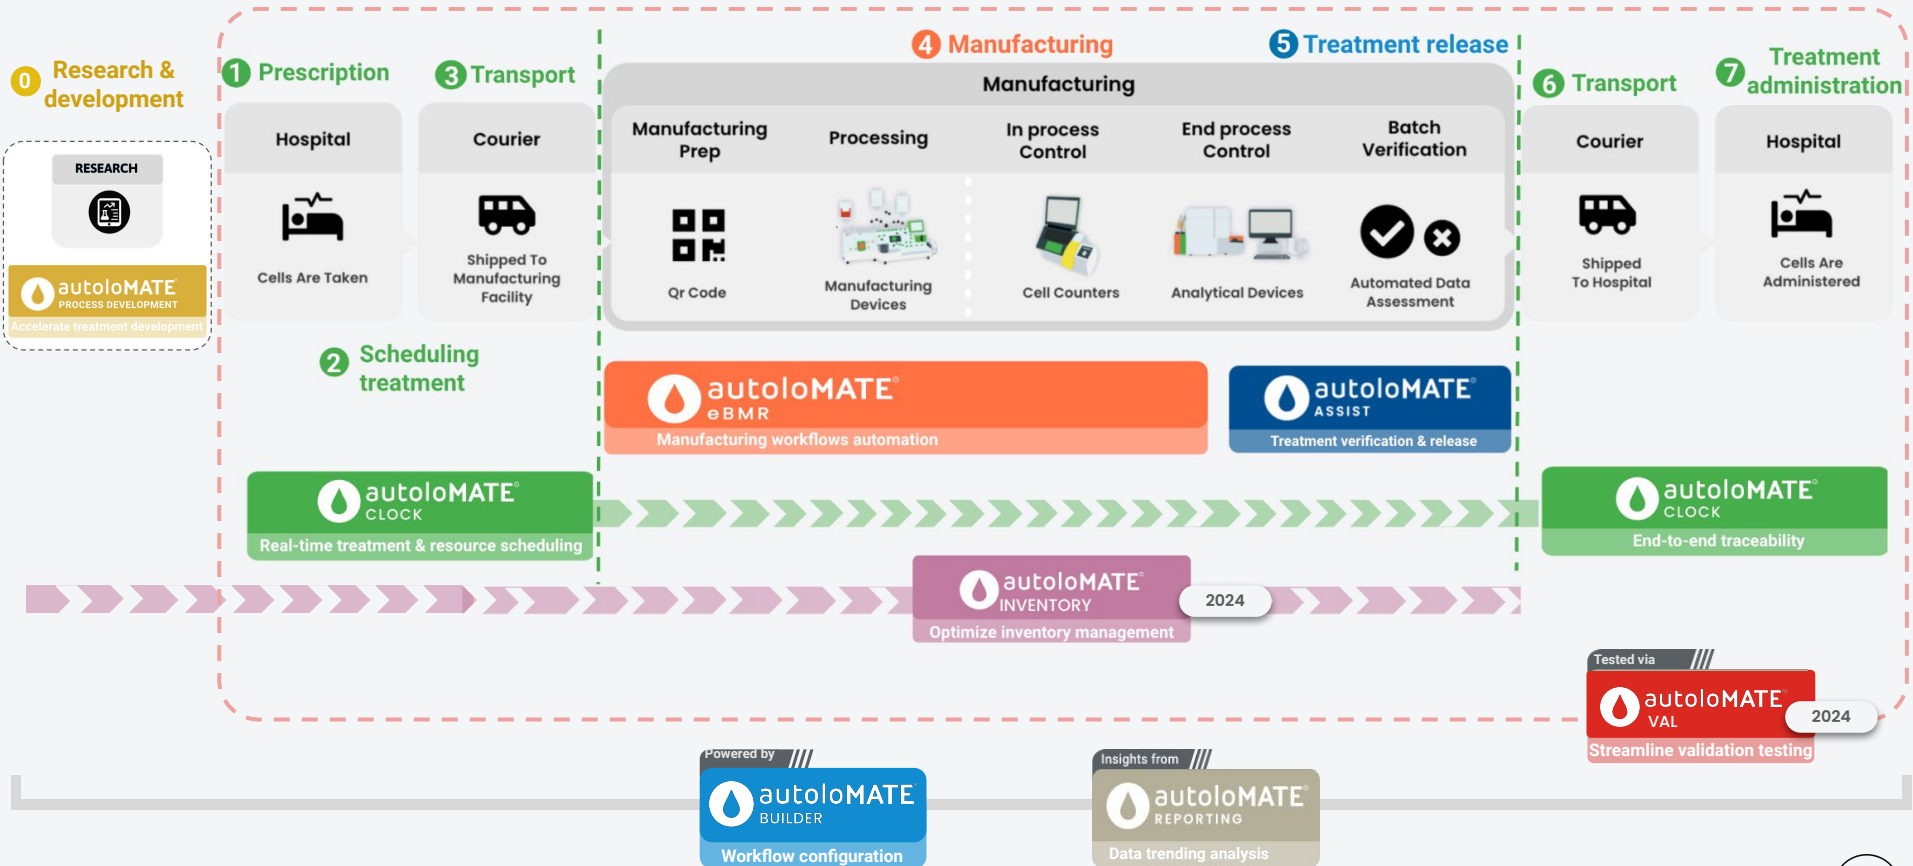 0 Research &
development
1 Prescription
3 Transport
4 Manufacturing
5 Treatment release
6 Transport
7 Treatment
administration
RESEARCH
autoloMATE
PROCESS DEVELOPMENT
Accelerate treatment development
Hospital
Cells Are Taken
Courier
Shipped To
Manufacturing
Facility
2 Scheduling
treatment
Manufacturing
Manufacturing
Prep
Qr Code
Processing
Manufacturing
Devices
In process
Control
Cell Counters
End process
Control
Analytical Devices
Batch
Verification
Automated Data
Assessment
Courier
Shipped
To Hospital
Hospital
Cells Are
Administered
autoloMATE®
eBMR
Manufacturing workflows automation
autoloMATE®
ASSIST
Treatment verification & release
autoloMATE®
CLOCK
Real-time treatment & resource scheduling
autoloMATE®
CLOCK
End-to-end traceability
autoloMATE®
INVENTORY
Optimize inventory management
2024
Tested via
autoloMATE®
VAL
Streamline validation testing
2024
Powered by
autoloMATE
BUILDER
Workflow configuration
Insights from
autoloMATE®
REPORTING
Data trending analysis